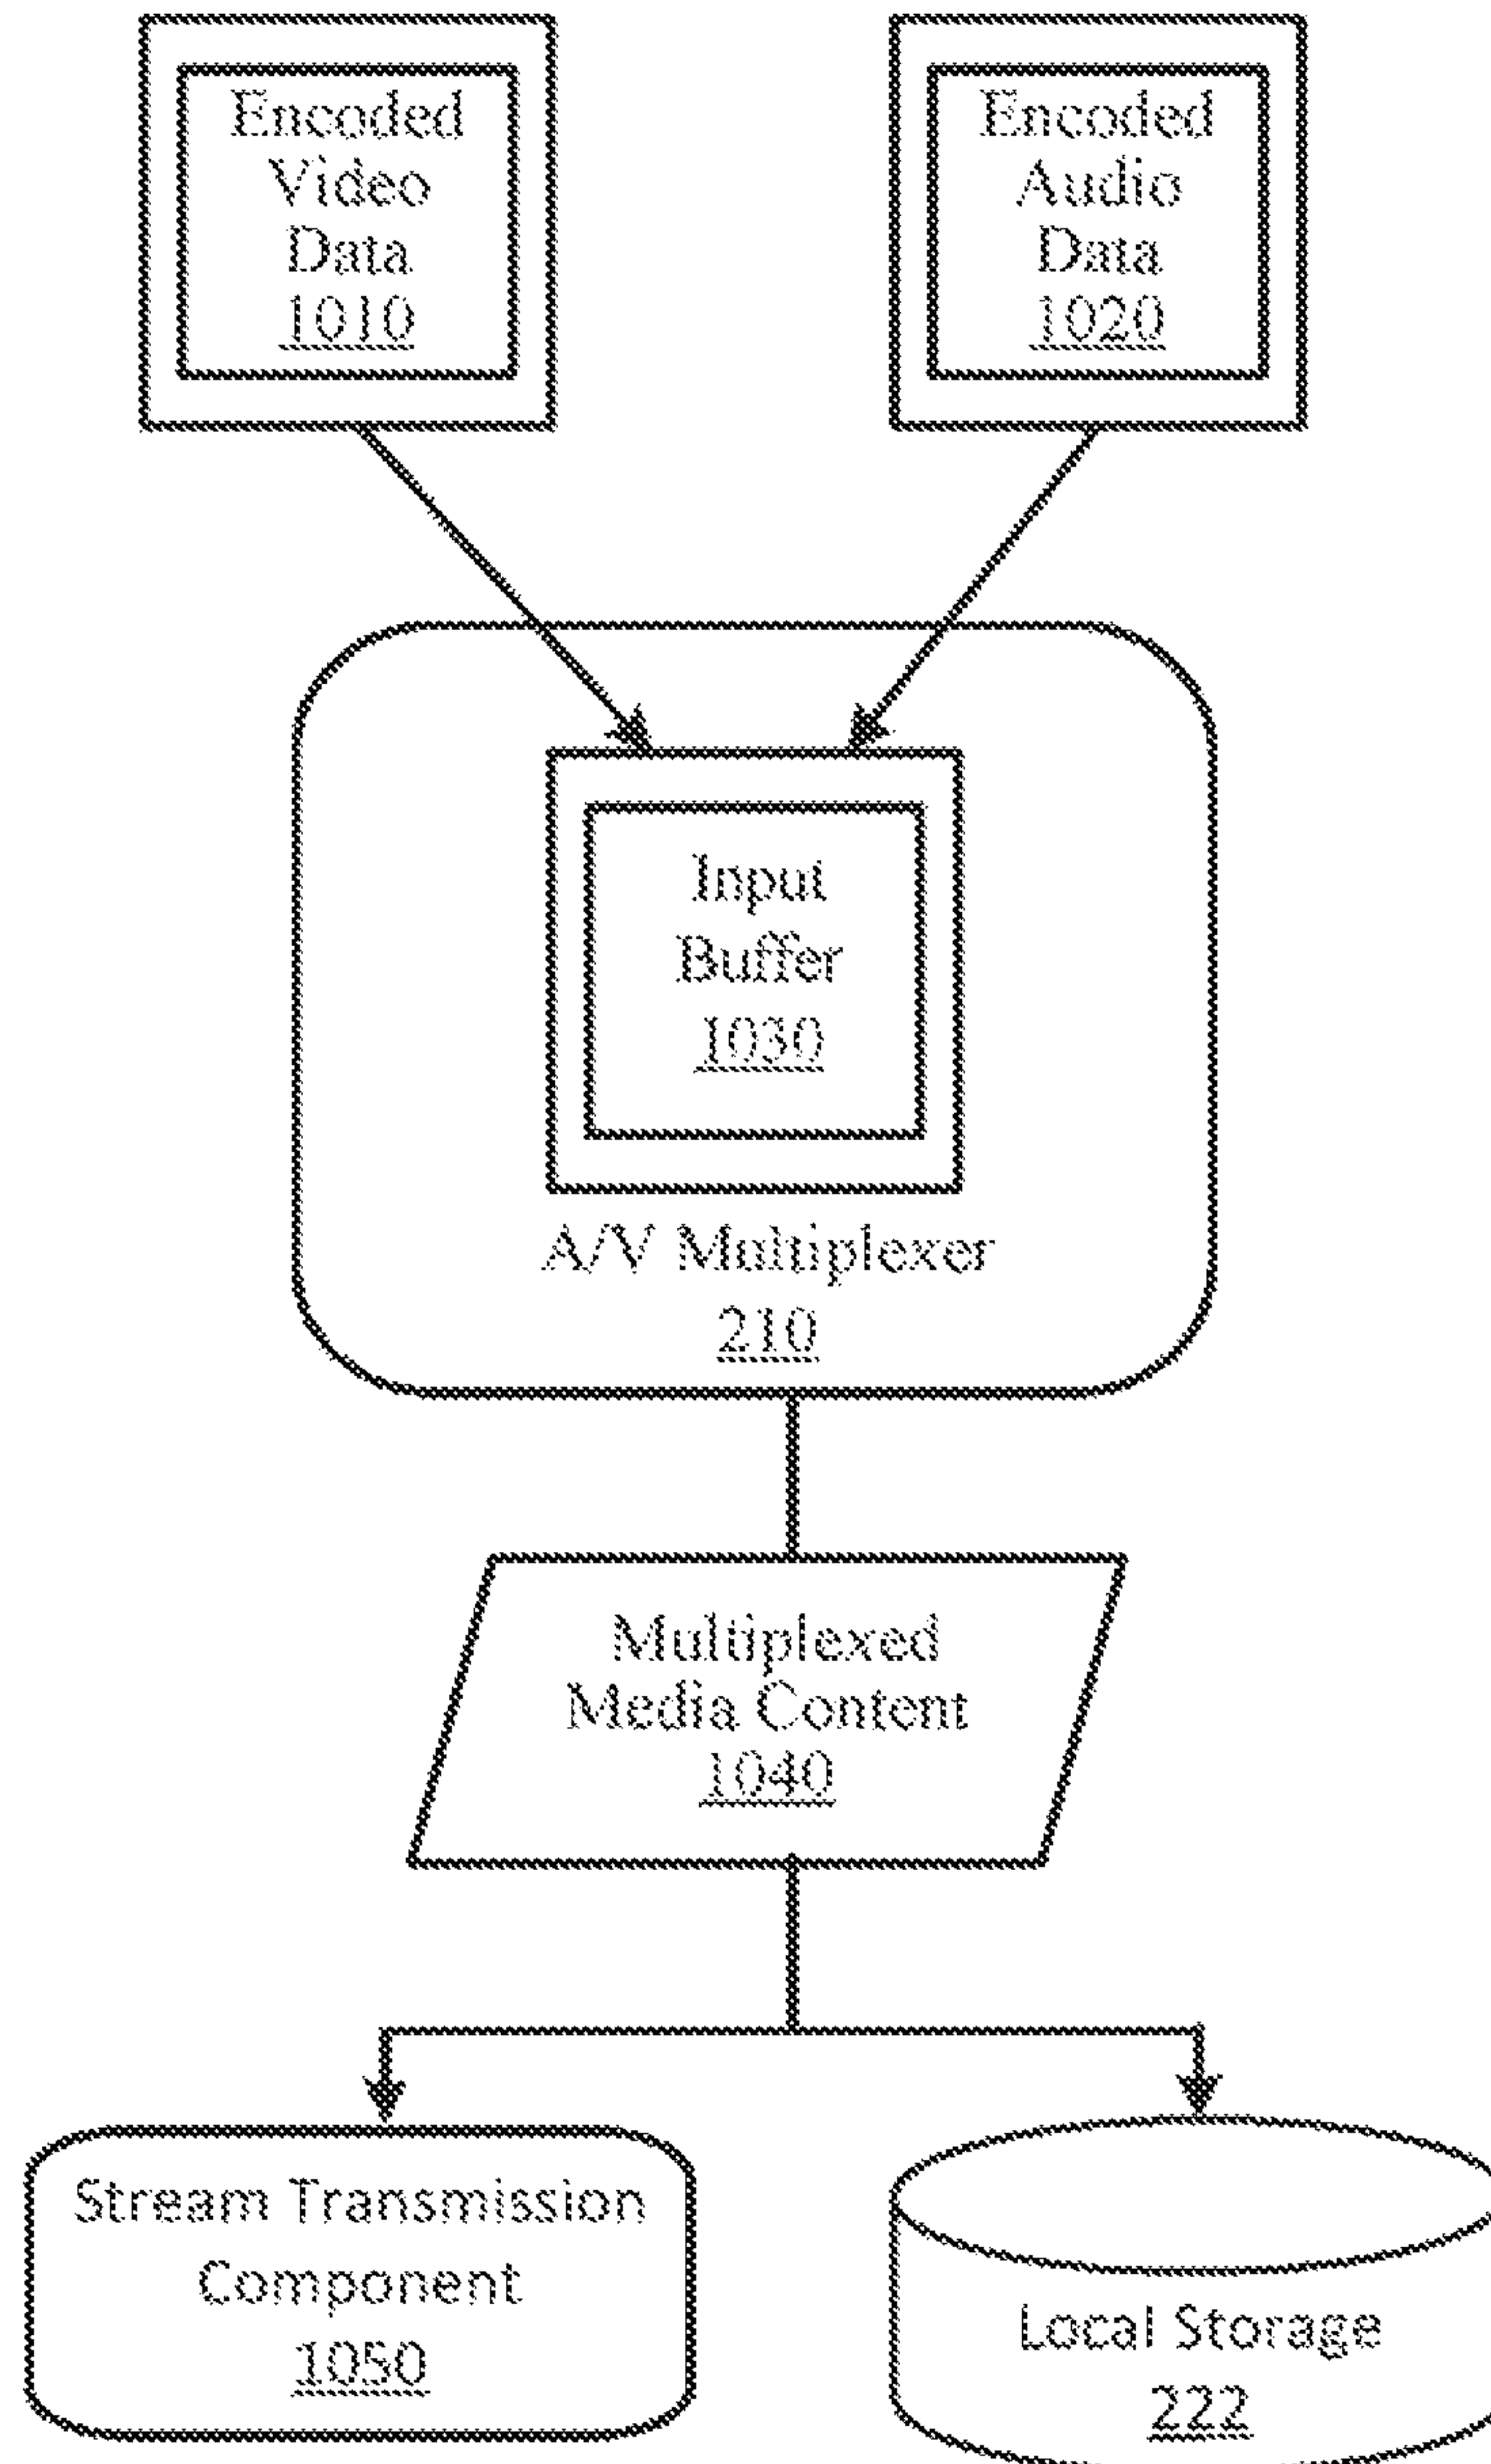 Encoded
Video
Data
1010
Encoded
Audio
Data
1020
Input
Buffer
1030
A/V Multiplexer
210
Multiplexed
Media Content
1040
Stream Transmission
Component
1050
Local Storage
222